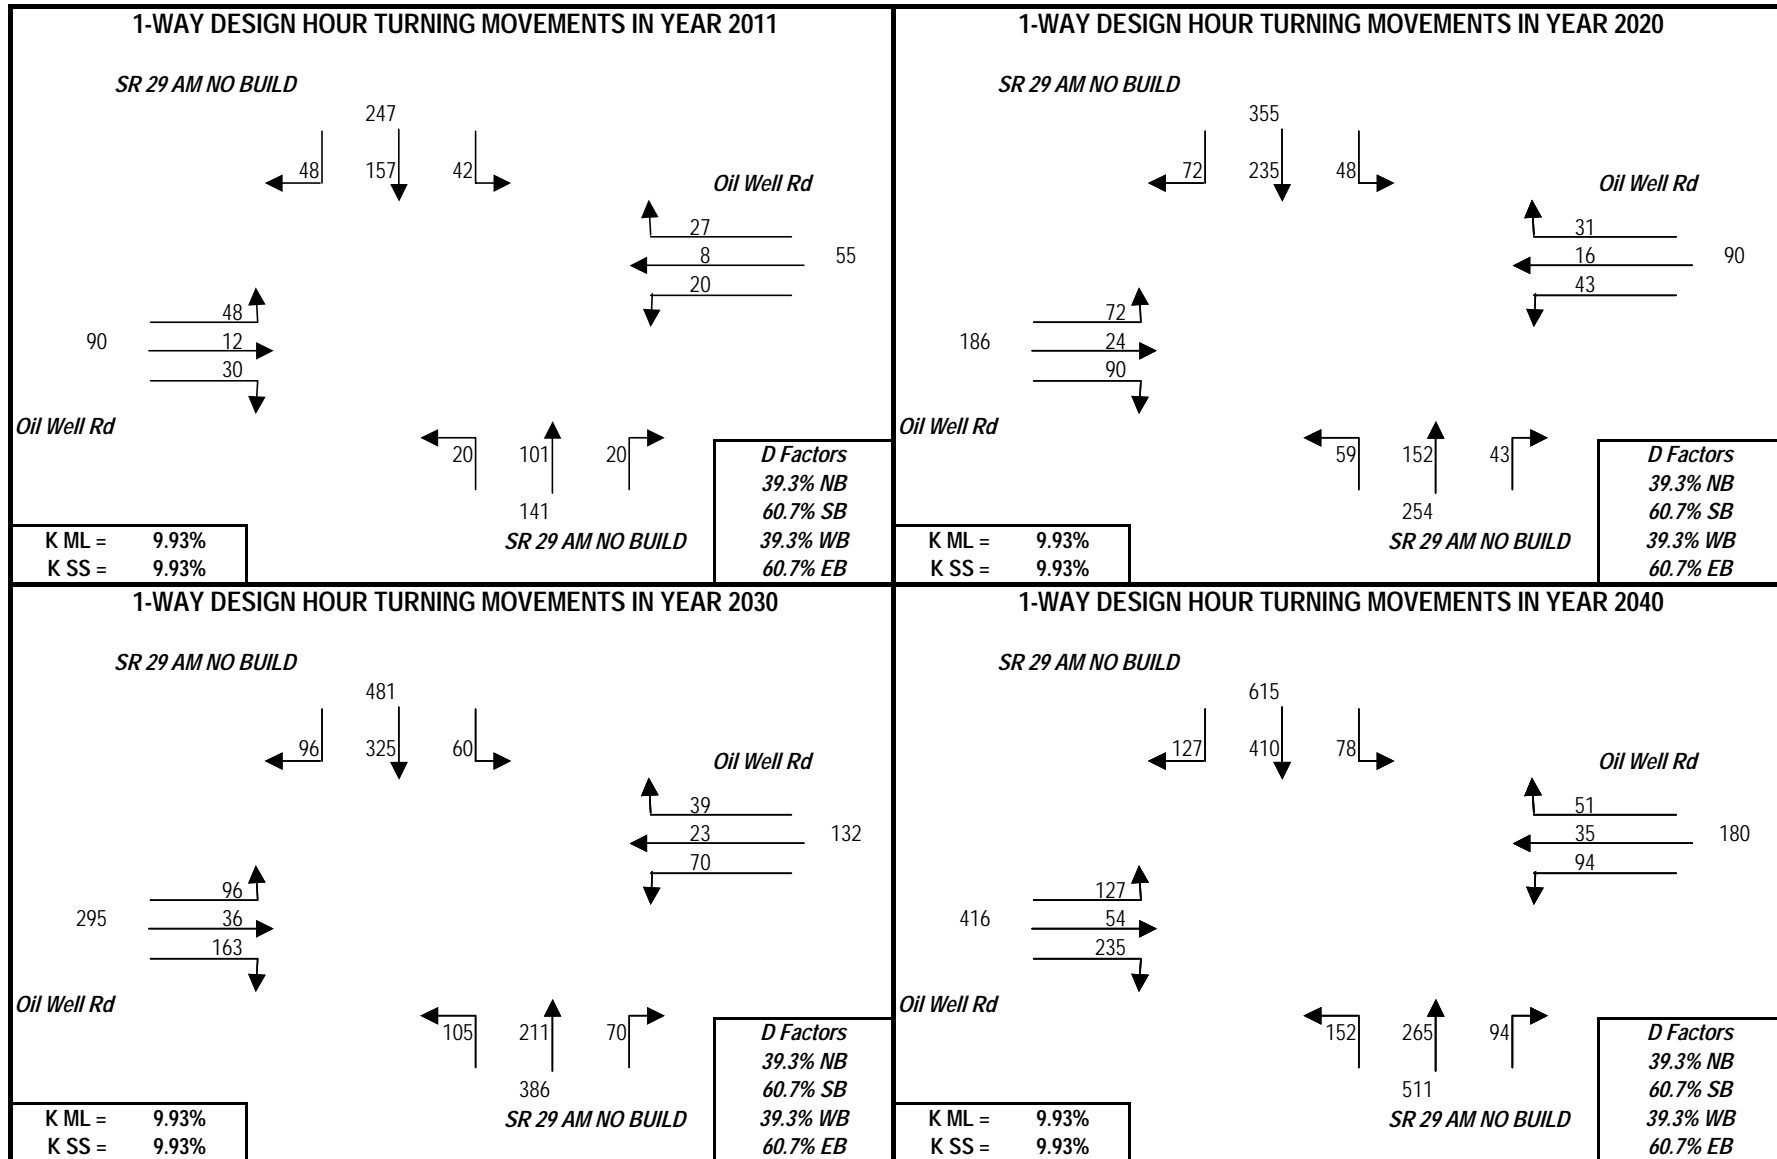 1-WAY DESIGN HOUR TURNING MOVEMENTS IN YEAR 2011
SR 29 AM NO BUILD
247
48 157 42
Oil Well Rd
27
8 55
20
48
90 12
30
Oil Well Rd
20 101 20
141
SR 29 AM NO BUILD
D Factors
39.3% NB
60.7% SB
39.3% WB
60.7% EB
K ML = 9.93%
K SS = 9.93%
1-WAY DESIGN HOUR TURNING MOVEMENTS IN YEAR 2020
SR 29 AM NO BUILD
355
72 235 48
Oil Well Rd
31
16 90
43
72
186 24
90
Oil Well Rd
59 152 43
254
SR 29 AM NO BUILD
D Factors
39.3% NB
60.7% SB
39.3% WB
60.7% EB
K ML = 9.93%
K SS = 9.93%
1-WAY DESIGN HOUR TURNING MOVEMENTS IN YEAR 2030
SR 29 AM NO BUILD
481
96 325 60
Oil Well Rd
39
23 132
70
96
295 36
163
Oil Well Rd
105 211 70
386
SR 29 AM NO BUILD
D Factors
39.3% NB
60.7% SB
39.3% WB
60.7% EB
K ML = 9.93%
K SS = 9.93%
1-WAY DESIGN HOUR TURNING MOVEMENTS IN YEAR 2040
SR 29 AM NO BUILD
615
127 410 78
Oil Well Rd
51
35 180
94
127
416 54
235
Oil Well Rd
152 265 94
511
SR 29 AM NO BUILD
D Factors
39.3% NB
60.7% SB
39.3% WB
60.7% EB
K ML = 9.93%
K SS = 9.93%